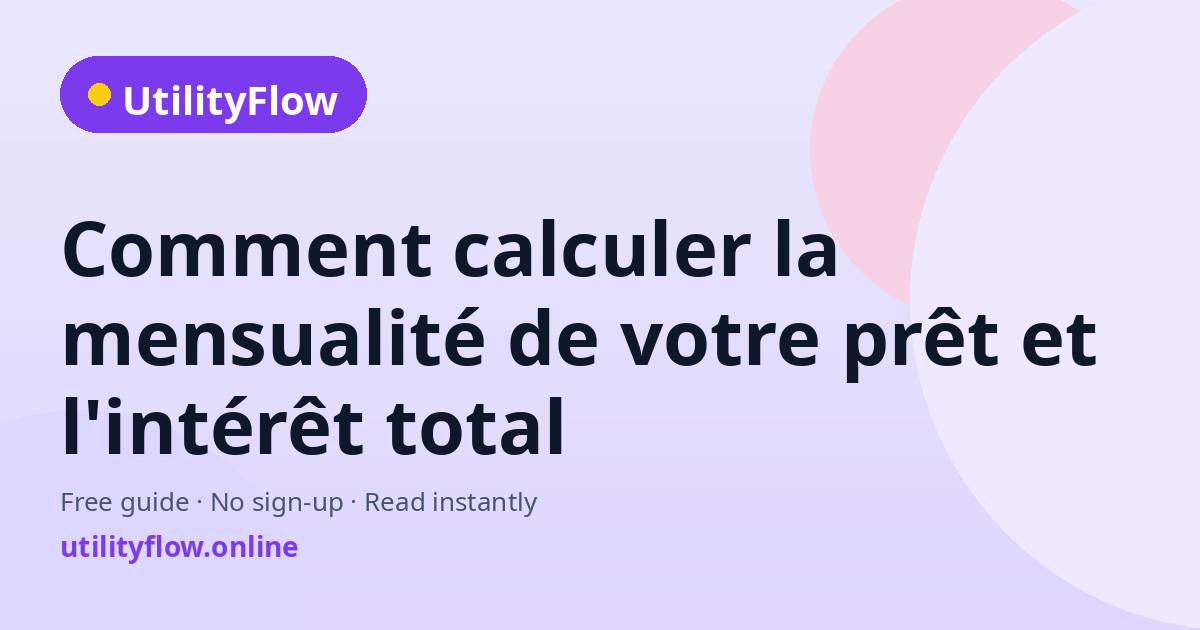 UtilityFlow
Comment calculer la
mensualité de votre prêt et
l'intérêt total
Free guide · No sign-up · Read instantly
utilityflow.online